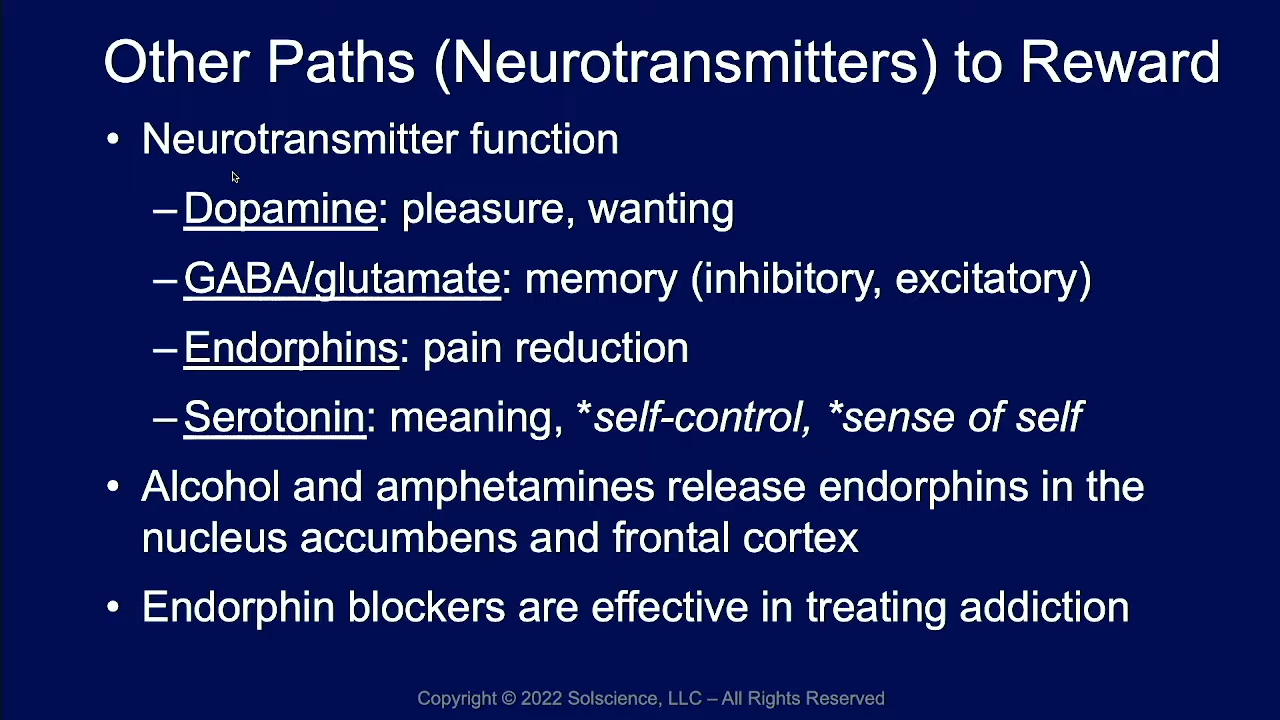 Other Paths (Neurotransmitters) to Reward
• Neurotransmitter function
– Dopamine: pleasure, wanting
– GABA/glutamate: memory (inhibitory, excitatory)
– Endorphins: pain reduction
– Serotonin: meaning, *self-control, *sense of self
• Alcohol and amphetamines release endorphins in the
nucleus accumbens and frontal cortex
• Endorphin blockers are effective in treating addiction
Copyright © 2022 Solscience, LLC – All Rights Reserved